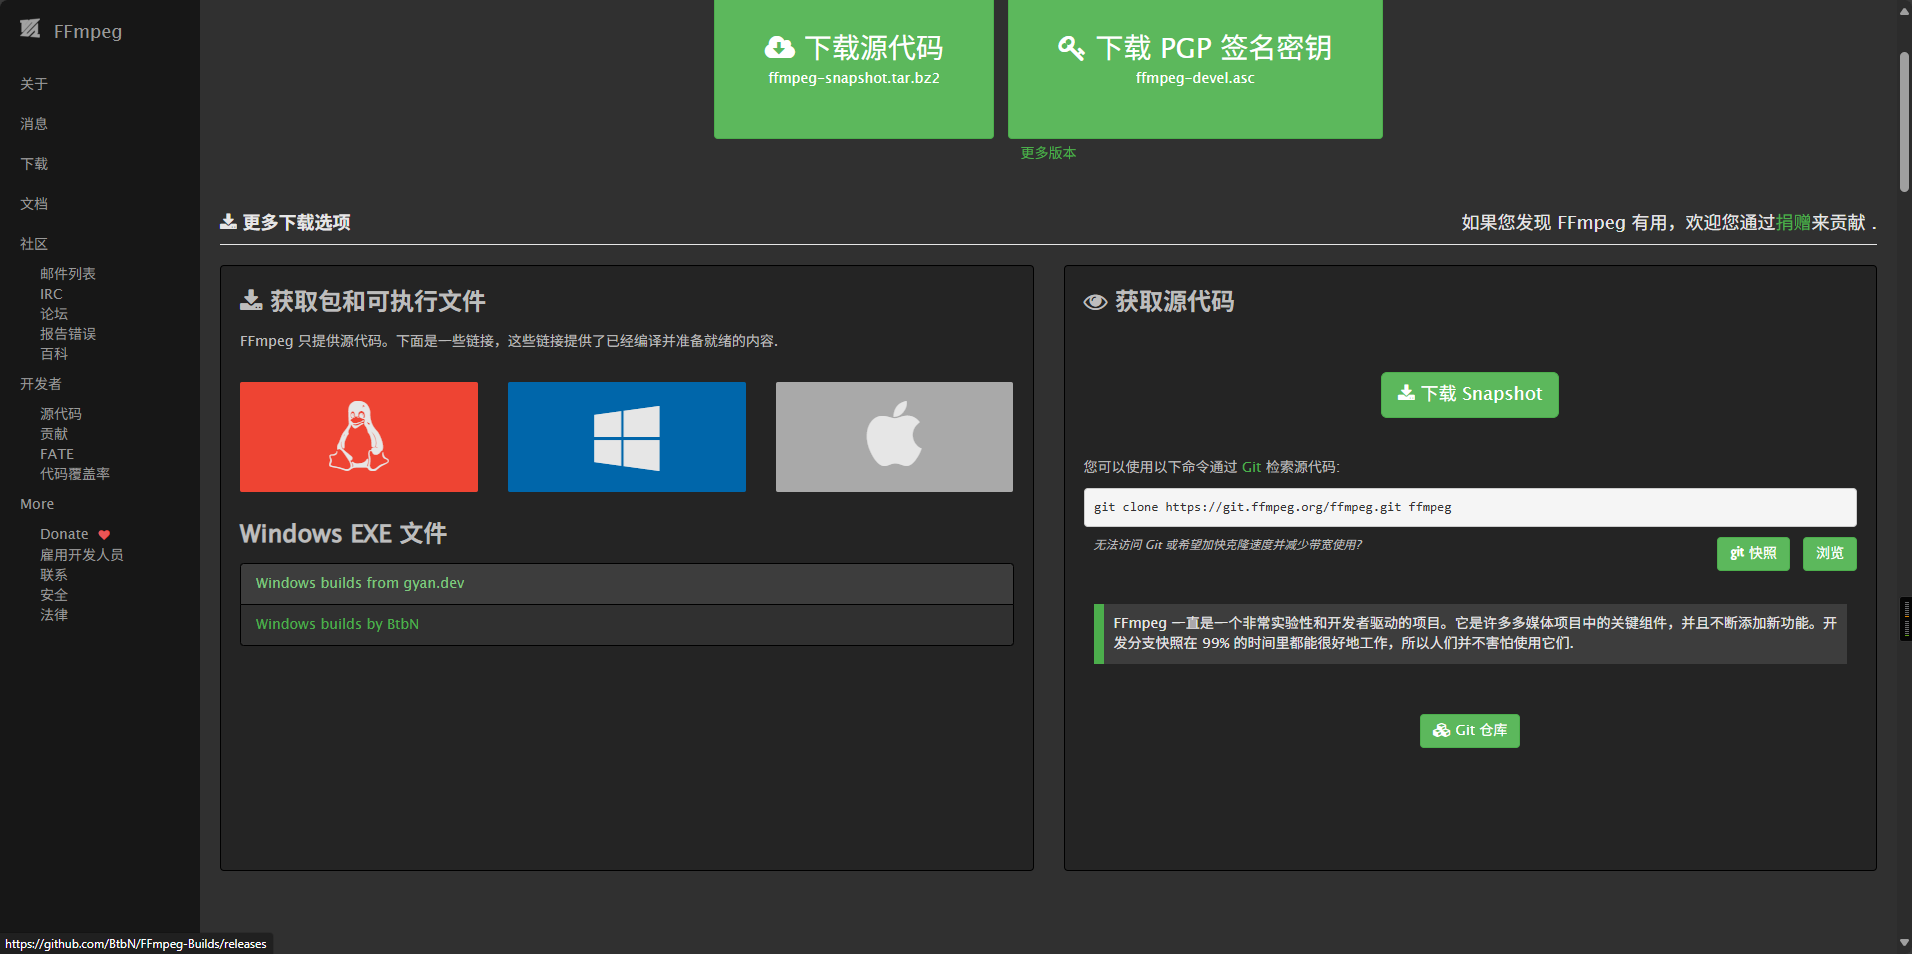 FFmpeg
关于
消息
下载
文档
社区
邮件列表
IRC
论坛
报告错误
百科
开发者
源代码
贡献
FATE
代码覆盖率
More
Donate
雇用开发人员
联系
安全
法律
下载源代码
ffmpeg-snapshot.tar.bz2
下载 PGP 签名密钥
ffmpeg-devel.asc
更多版本
更多下载选项
如果您发现 FFmpeg 有用，欢迎您通过捐赠来贡献 .
获取包和可执行文件
FFmpeg 只提供源代码。下面是一些链接，这些链接提供了已经编译并准备就绪的内容.
Windows EXE 文件
Windows builds from gyan.dev
Windows builds by BtbN
获取源代码
下载 Snapshot
您可以使用以下命令通过 Git 检索源代码:
git clone https://git.ffmpeg.org/ffmpeg.git ffmpeg
无法访问 Git 或希望加快克隆速度并减少带宽使用?
git 快照
浏览
FFmpeg 一直是一个非常实验性和开发者驱动的项目。它是许多多媒体项目中的关键组件，并且不断添加新功能。开
发分支快照在 99% 的时间里都能很好地工作，所以人们并不害怕使用它们.
Git 仓库
https://github.com/BtbN/FFmpeg-Builds/releases